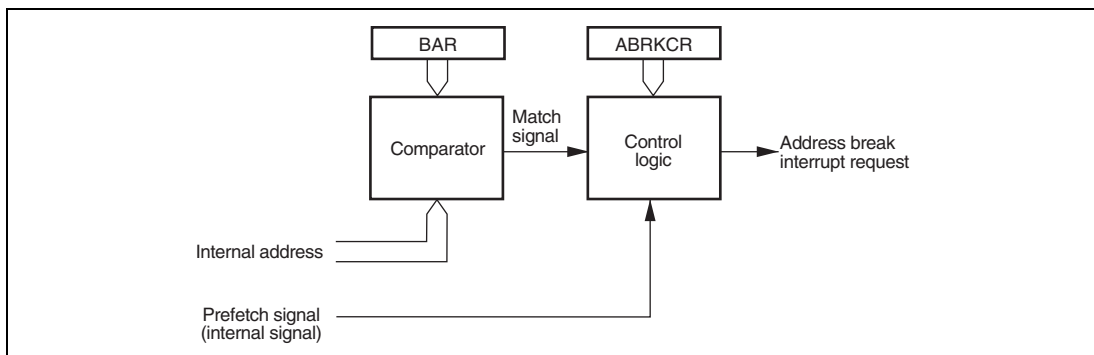 BAR
ABRKCR
Comparator
Match
signal
Control
logic
Address break
interrupt request
Internal address
Prefetch signal
(internal signal)